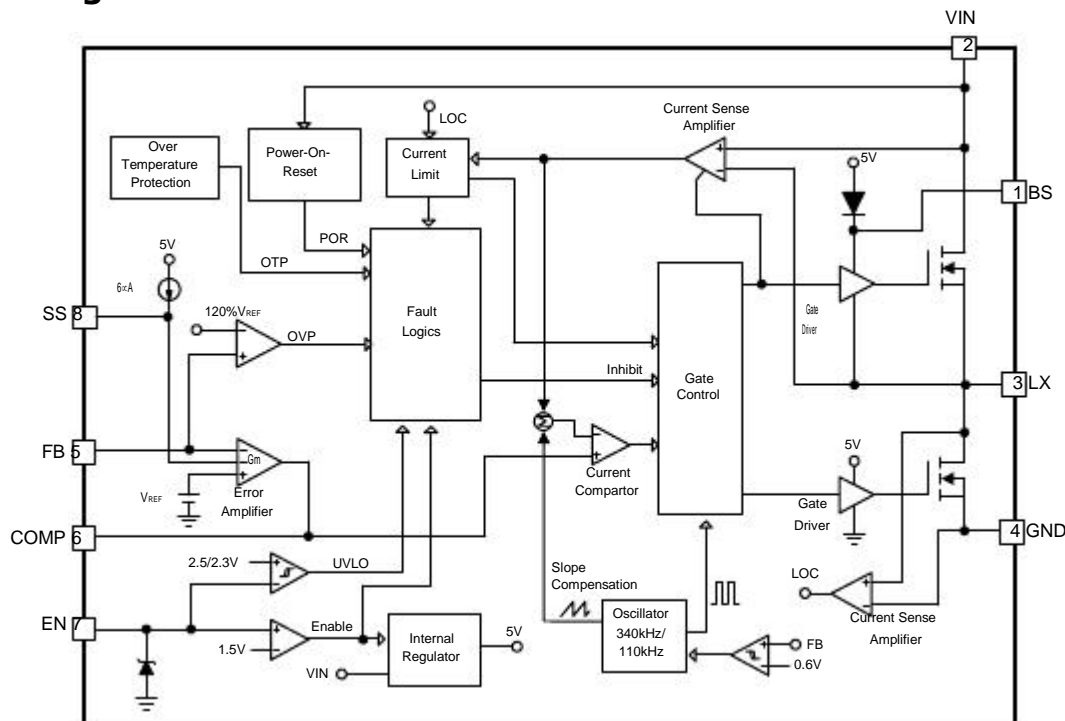 VIN
2
LOC
Current Sense
Amplifier
Over
Temperature
Protection
Power-On-
Reset
Current
Limit
5V
1 BS
POR
OTP
5V
6∝A
SS 8
120%VREF
OVP
Fault
Logics
Gate
Driver
Inhibit
Gate
Control
3 LX
FB 5
Gm
Error
Amplifier
VREF
Current
Compartor
5V
Gate
Driver
COMP 6
4 GND
2.5/2.3V
UVLO
Slope
Compensation
LOC
Current Sense
Amplifier
EN 7
Enable
1.5V
Internal
Regulator
5V
VIN
Oscillator
340kHz/
110kHz
FB
0.6V